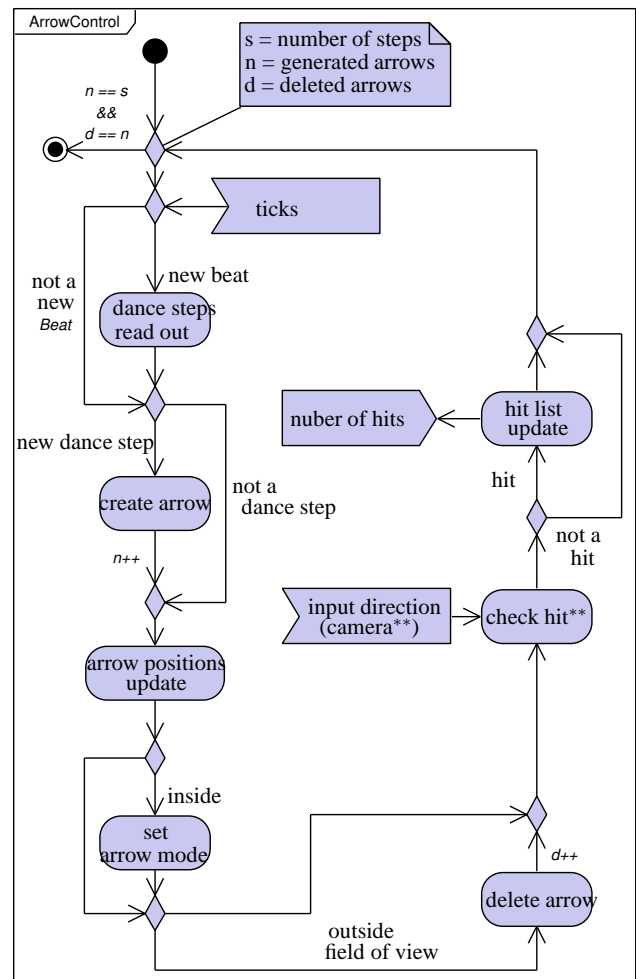 ArrowControl
s = number of steps
n = generated arrows
d = deleted arrows
n == s
&&
d == n
ticks
new beat
not a
new
Beat
dance steps
read out
new dance step
not a
dance step
create arrow
n++
arrow positions
update
inside
set
arrow mode
outside
field of view
delete arrow
d++
input direction
(camera**)
check hit**
not a
hit
hit
hit list
update
nuber of hits